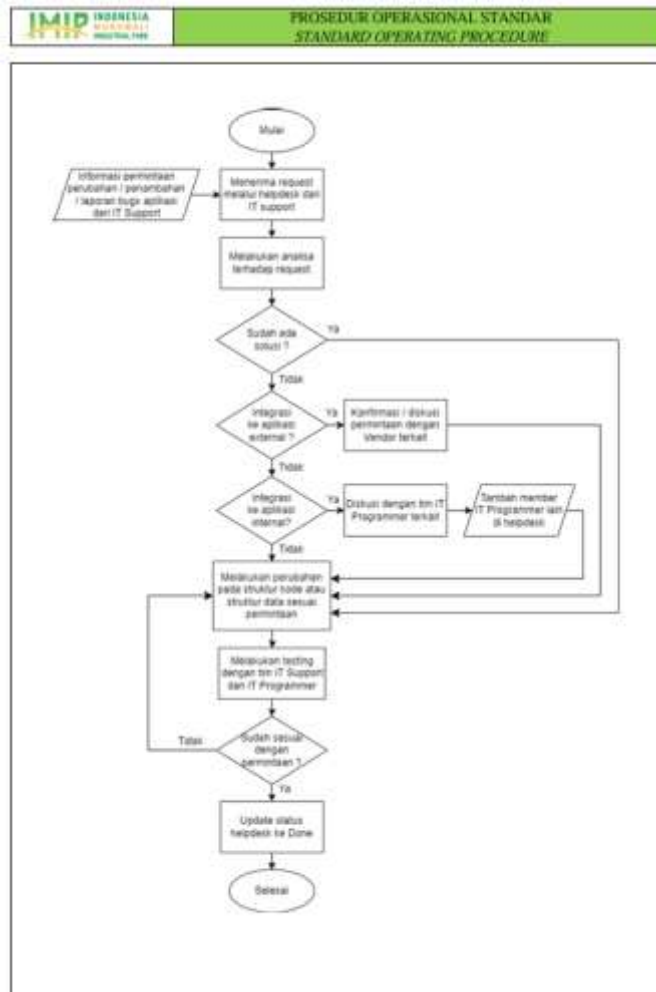 IMIP INDONESIA
MOROWALI
INDUSTRIAL PARK
PROSEDUR OPERASIONAL STANDAR
STANDARD OPERATING PROCEDURE
Mulai
Informasi permintaan
perubahan / penambahan
/ laporan bugs aplikasi
dari IT Support
Menerima request
melalui helpdesk dari
IT support
Melakukan analisa
terhadap request
Sudah ada
solusi ?
Ya
Tidak
Integrasi
ke aplikasi
external ?
Ya
Konfirmasi / diskusi
permintaan dengan
Vendor terkait
Tidak
Integrasi
ke aplikasi
internal?
Ya
Diskusi dengan tim IT
Programmer terkait
Tambah member
IT Programmer lain
di helpdesk
Tidak
Melakukan perubahan
pada struktur kode atau
struktur data sesuai
permintaan
Melakukan testing
dengan tim IT Support
dan IT Programmer
Tidak
Sudah sesuai
dengan
permintaan ?
Ya
Update status
helpdesk ke Done
Selesai